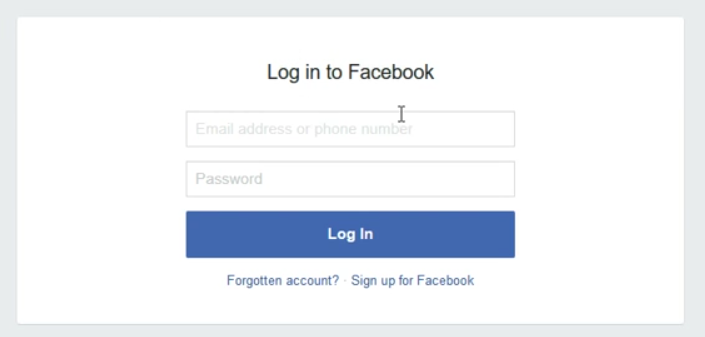 Log in to Facebook
Email address or phone number
Password
Log In
Forgotten account? · Sign up for Facebook